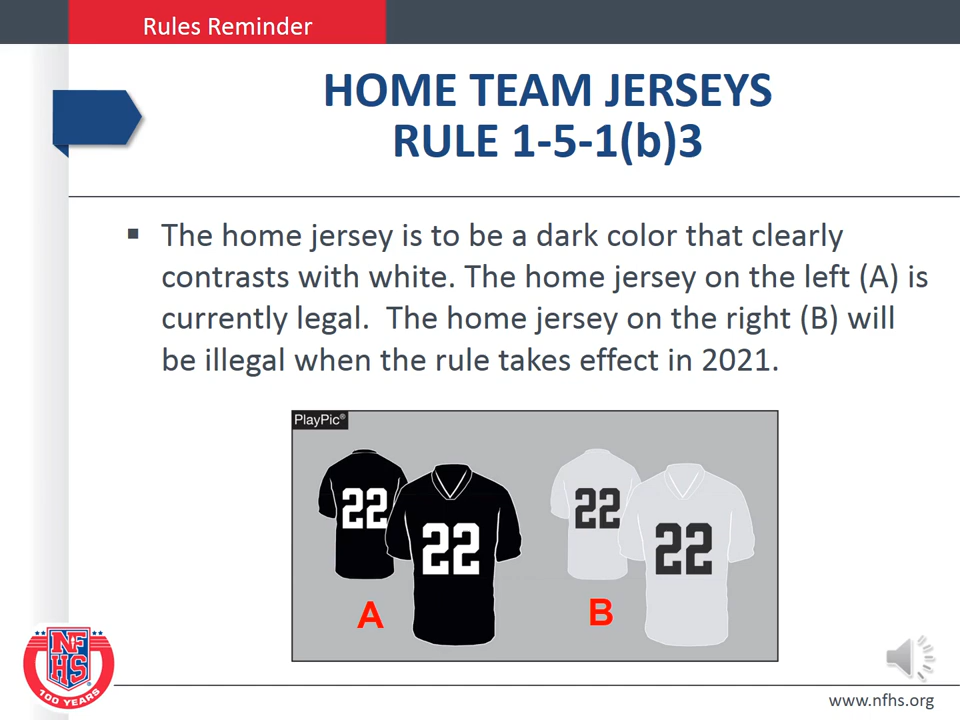 Rules Reminder
HOME TEAM JERSEYS
RULE 1-5-1(b)3
▪ The home jersey is to be a dark color that clearly
contrasts with white. The home jersey on the left (A) is
currently legal.  The home jersey on the right (B) will
be illegal when the rule takes effect in 2021.
PlayPic®
22 22 22 22
A B
NF
HS
100 YEARS
www.nfhs.org